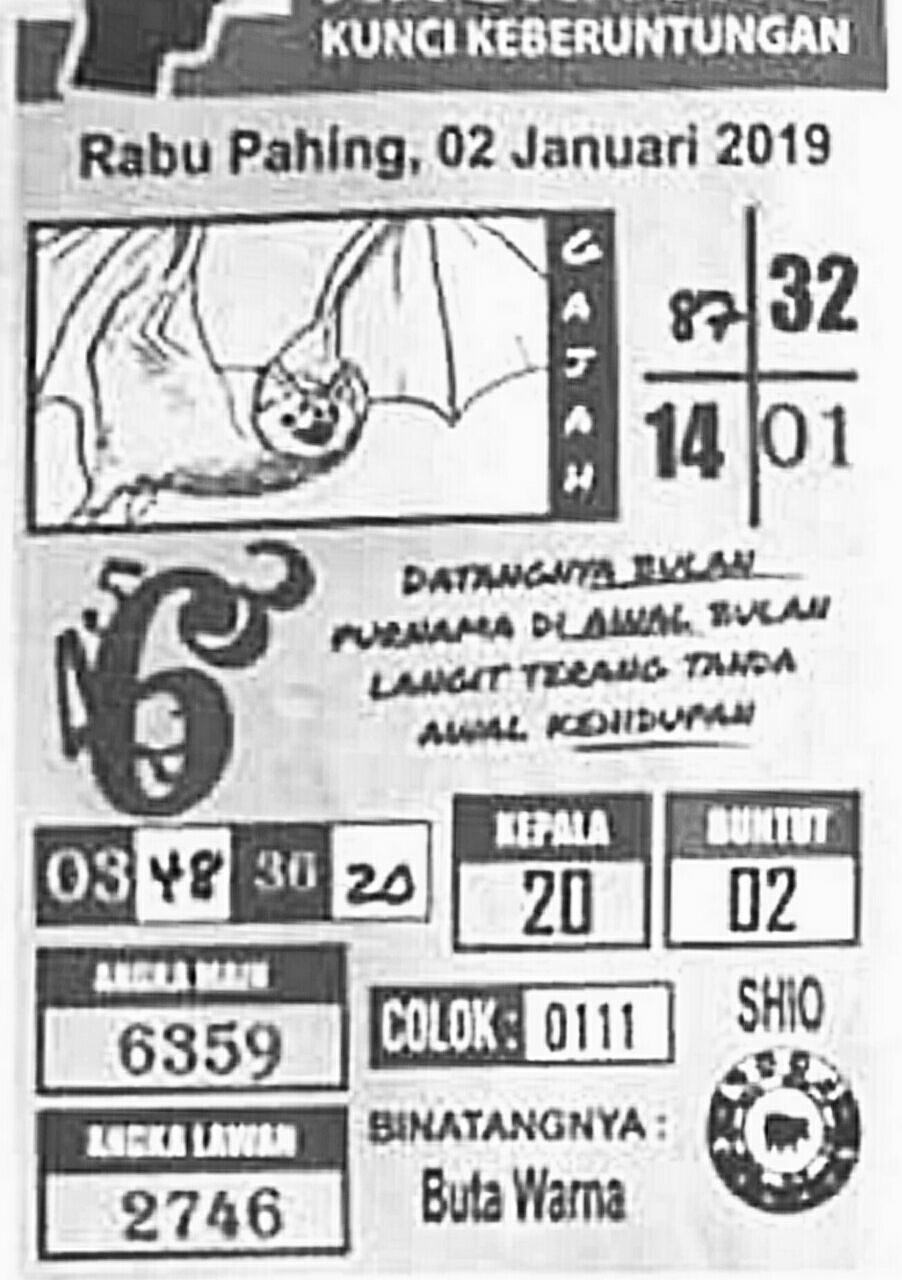 KUNCI KEBERUNTUNGAN
Rabu Pahing, 02 Januari 2019
GAJAH
87 32
14 01
DATANGNYA BULAN
PURNAMA DI AWAL BULAN
LANGIT TERANG TANDA
AWAL KEHIDUPAN
6
03 48 30 20
KEPALA
20
BUNTUT
02
ANGKA MAIN
6359
COLOK: 0111
SHIO
ANGKA LAWAN
2746
BINATANGNYA :
Buta Warna